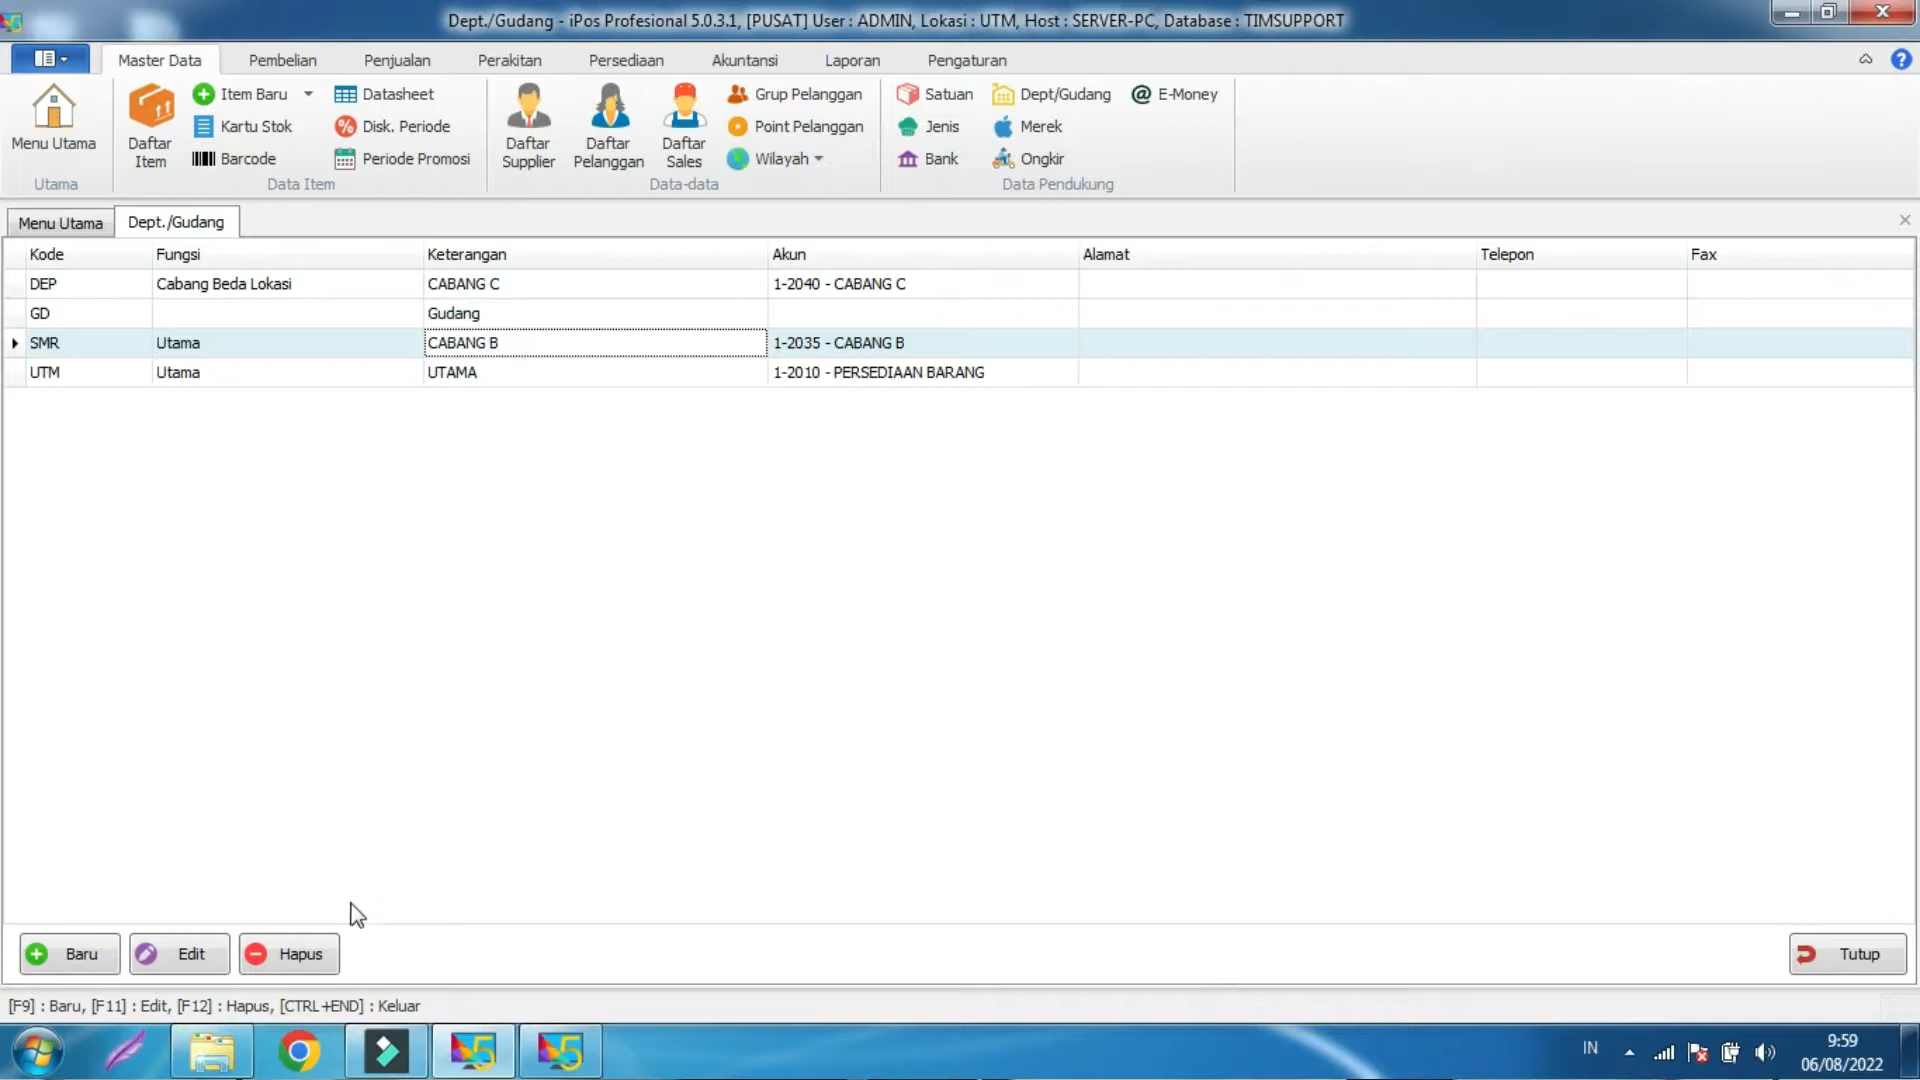 Dept./Gudang - iPos Profesional 5.0.3.1, [PUSAT] User : ADMIN, Lokasi : UTM, Host : SERVER-PC, Database : TIMSUPPORT
Master Data Pembelian Penjualan Perakitan Persediaan Akuntansi Laporan Pengaturan
Menu Utama
Utama
Daftar Item
Item Baru
Kartu Stok
Barcode
Datasheet
Disk. Periode
Periode Promosi
Data Item
Daftar Supplier
Daftar Pelanggan
Daftar Sales
Grup Pelanggan
Point Pelanggan
Wilayah
Data-data
Satuan
Jenis
Bank
Dept/Gudang
Merek
Ongkir
@ E-Money
Data Pendukung
Menu Utama Dept./Gudang
Kode Fungsi Keterangan Akun Alamat Telepon Fax
DEP Cabang Beda Lokasi CABANG C 1-2040 - CABANG C
GD Gudang
SMR Utama CABANG B 1-2035 - CABANG B
UTM Utama UTAMA 1-2010 - PERSEDIAAN BARANG
Baru Edit Hapus Tutup
[F9] : Baru, [F11] : Edit, [F12] : Hapus, [CTRL+END] : Keluar
5 5 IN 9:59
06/08/2022